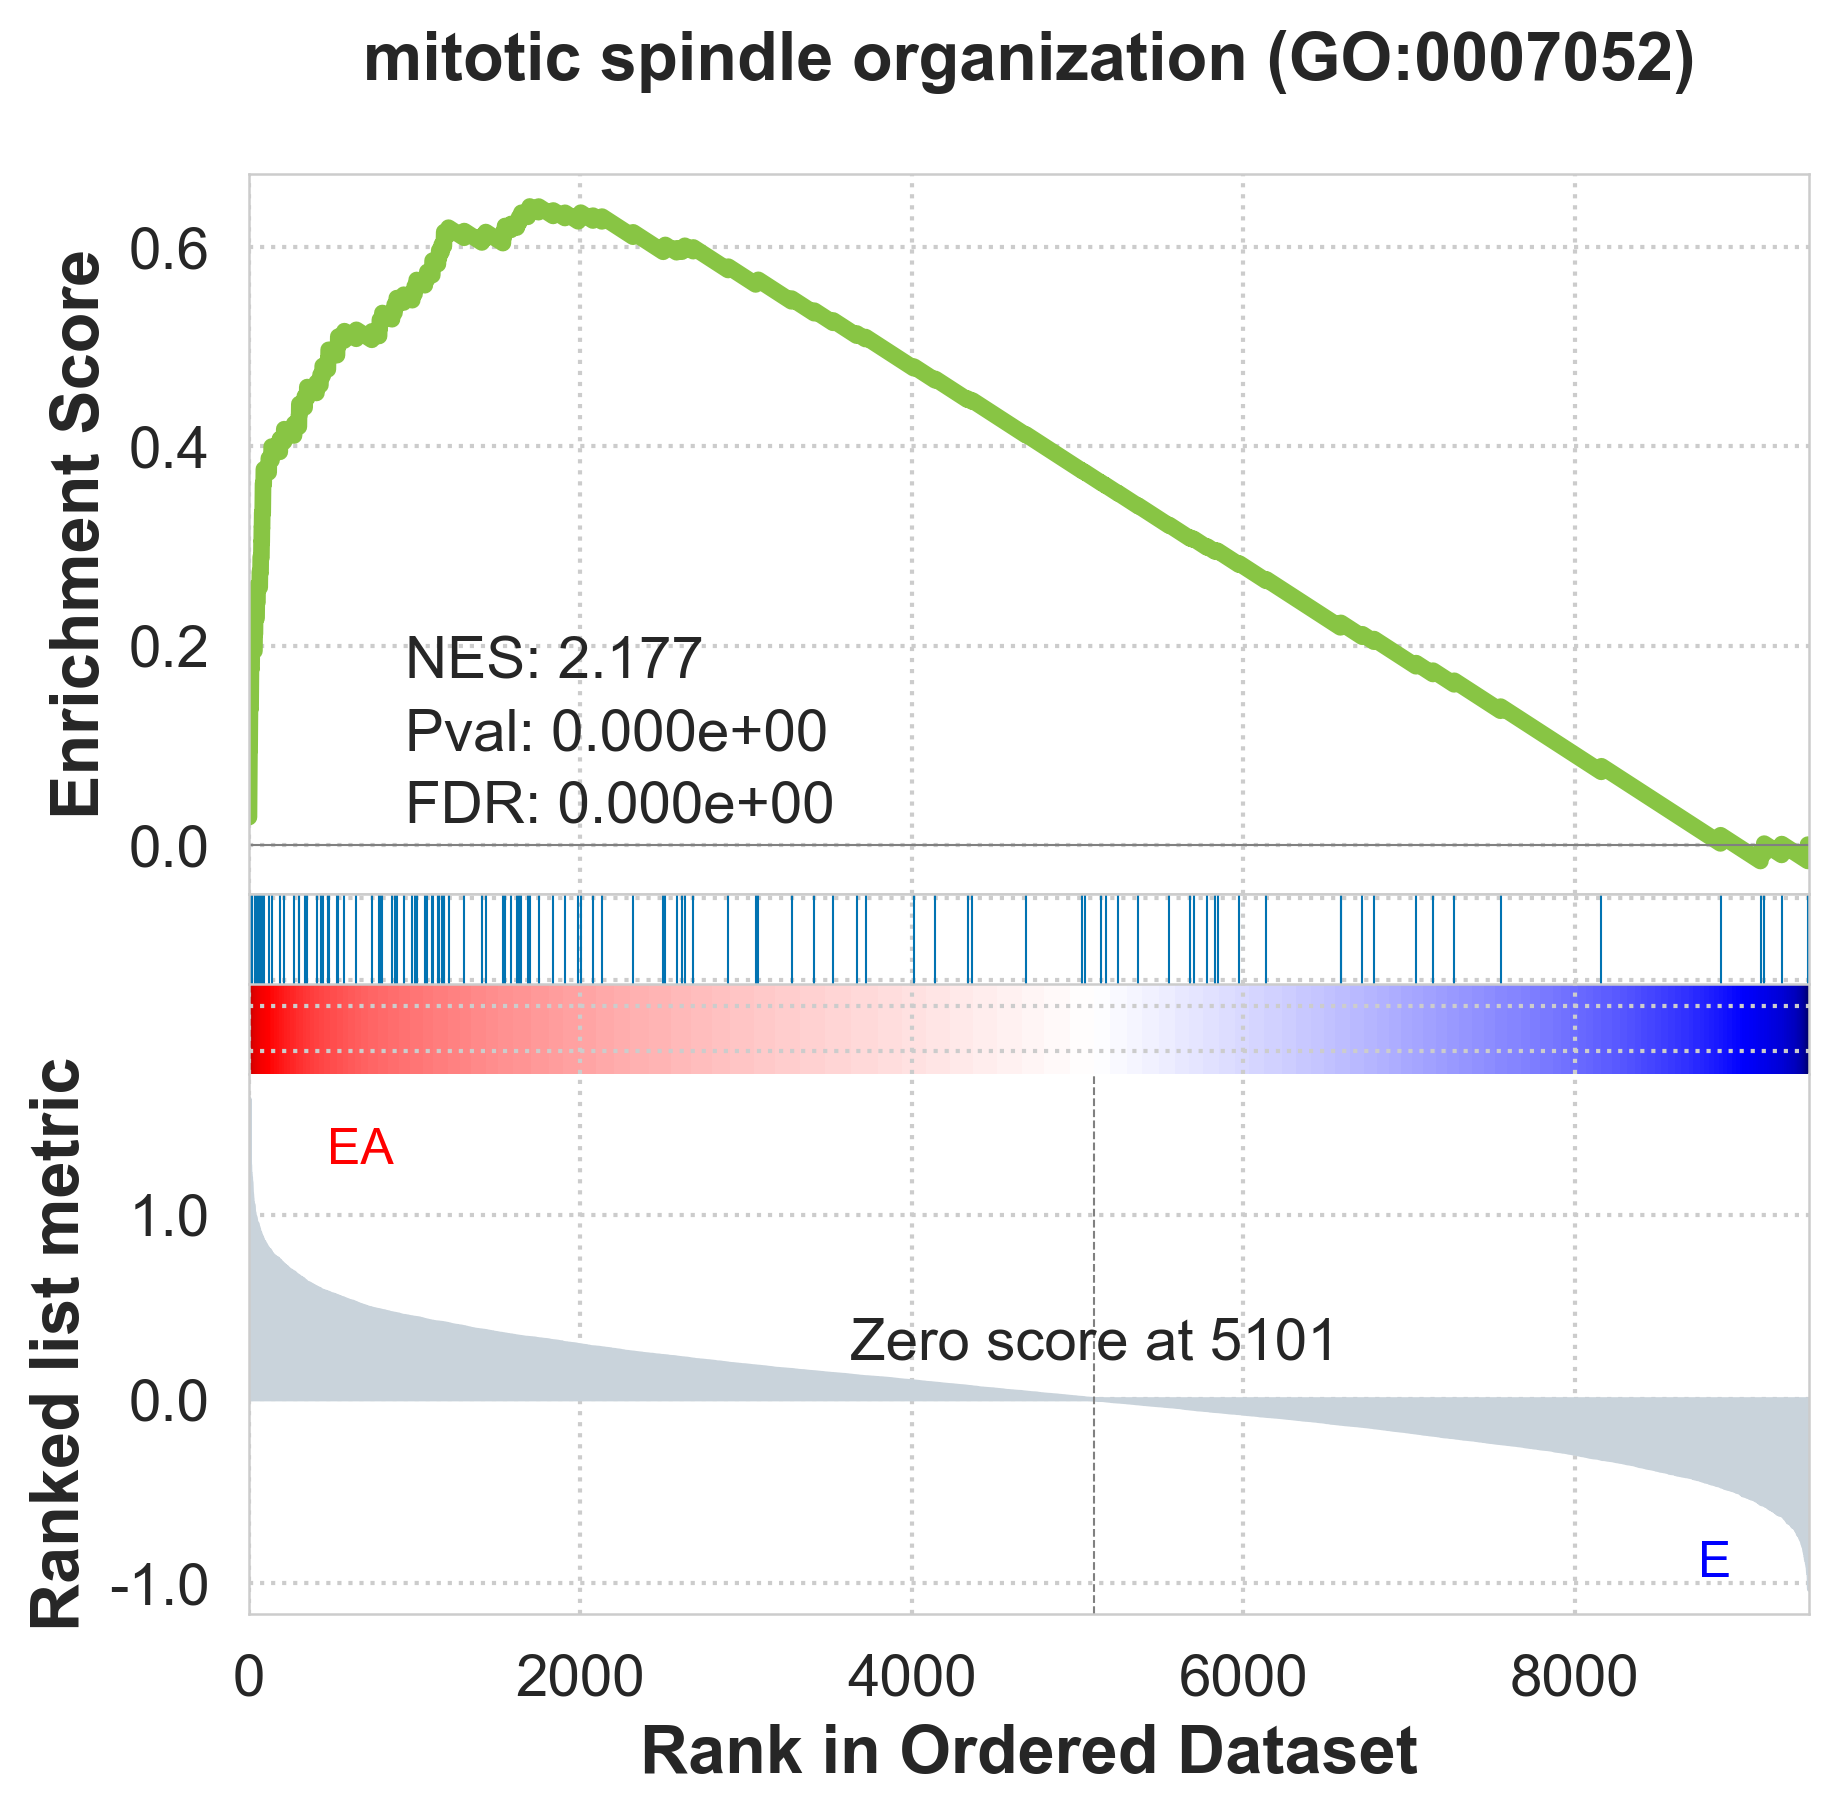 mitotic spindle organization (GO:0007052)
Enrichment Score
0.6
0.4
0.2
0.0
NES: 2.177
Pval: 0.000e+00
FDR: 0.000e+00
Ranked list metric
EA
1.0
0.0
-1.0
Zero score at 5101
E
0 2000 4000 6000 8000
Rank in Ordered Dataset